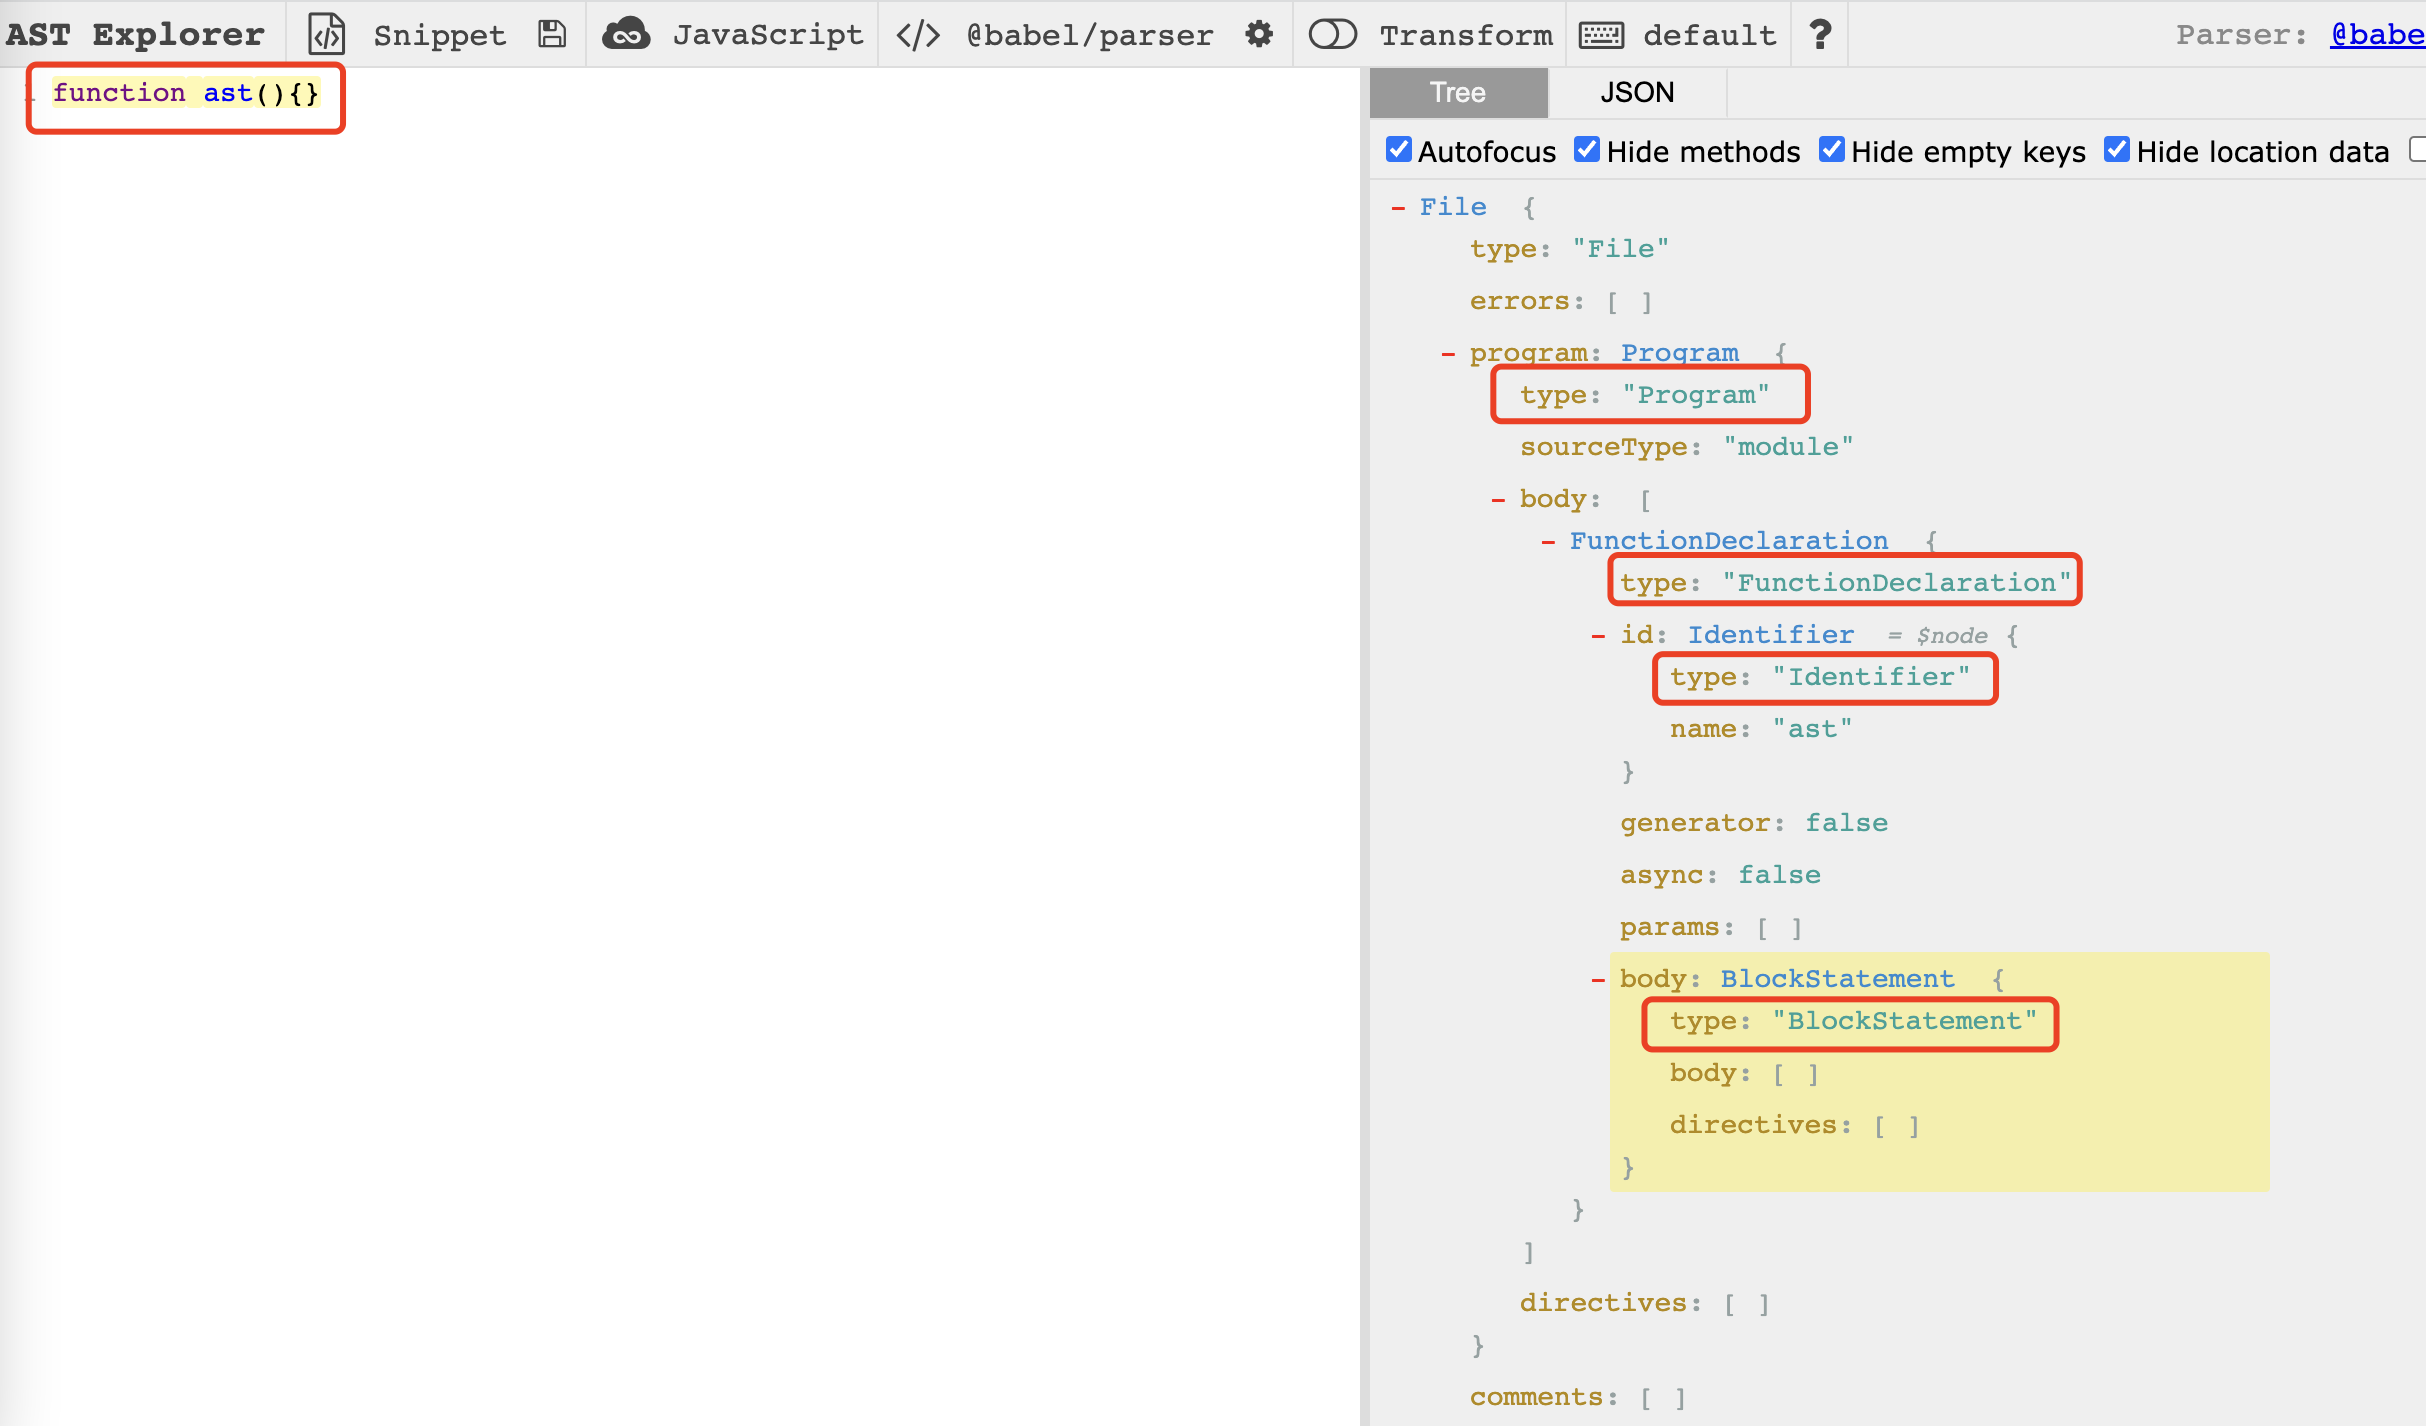 AST Explorer Snippet JavaScript </> @babel/parser Transform default ? Parser: @babe
1 function ast(){}
Tree JSON
Autofocus Hide methods Hide empty keys Hide location data
- File {
type: "File"
errors: [ ]
- program: Program {
type: "Program"
sourceType: "module"
- body: [
- FunctionDeclaration {
type: "FunctionDeclaration"
- id: Identifier = $node {
type: "Identifier"
name: "ast"
}
generator: false
async: false
params: [ ]
- body: BlockStatement {
type: "BlockStatement"
body: [ ]
directives: [ ]
}
}
]
directives: [ ]
}
comments: [ ]